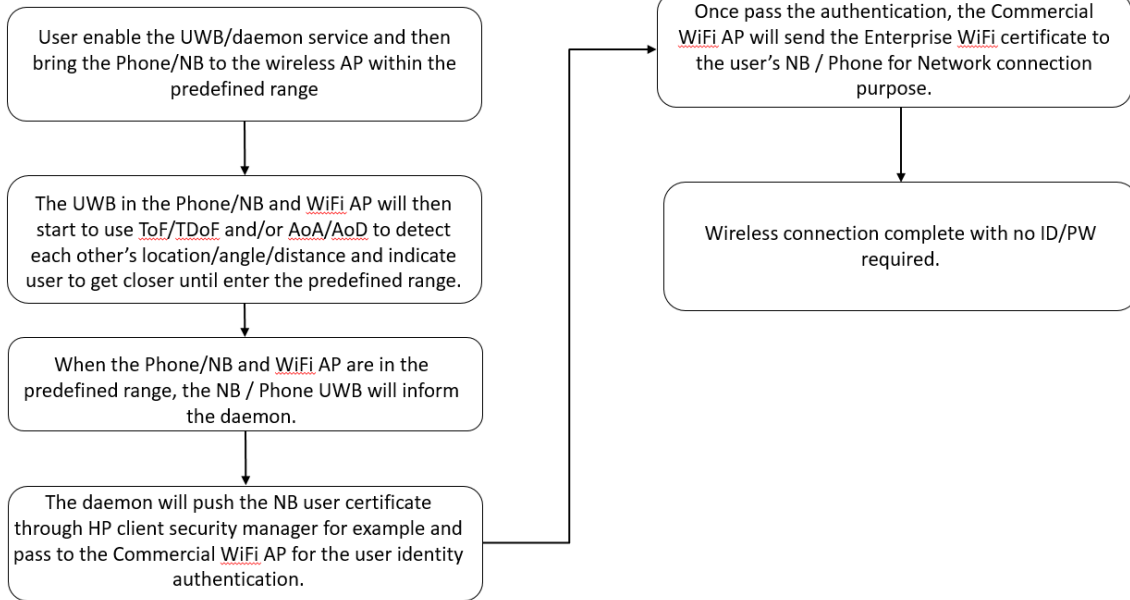 User enable the UWB/daemon service and then
bring the Phone/NB to the wireless AP within the
predefined range
The UWB in the Phone/NB and WiFi AP will then
start to use ToF/TDoF and/or AoA/AoD to detect
each other’s location/angle/distance and indicate
user to get closer until enter the predefined range.
When the Phone/NB and WiFi AP are in the
predefined range, the NB / Phone UWB will inform
the daemon.
The daemon will push the NB user certificate
through HP client security manager for example and
pass to the Commercial WiFi AP for the user identity
authentication.
Once pass the authentication, the Commercial
WiFi AP will send the Enterprise WiFi certificate to
the user’s NB / Phone for Network connection
purpose.
Wireless connection complete with no ID/PW
required.